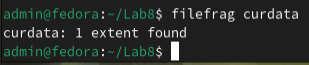 admin@fedora:~/Lab8$ filefrag curdata
curdata: 1 extent found
admin@fedora:~/Lab8$